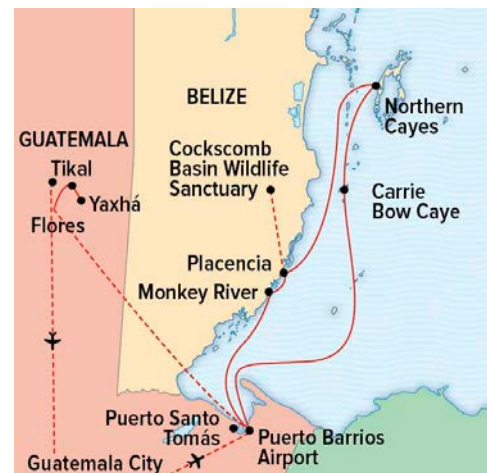 BELIZE
Northern
Cayes
GUATEMALA
Tikal
Cockscomb
Basin Wildlife
Sanctuary
Yaxhá
Flores
Carrie
Bow Caye
Placencia
Monkey River
Puerto Santo
Tomás
Puerto Barrios
Airport
Guatemala City